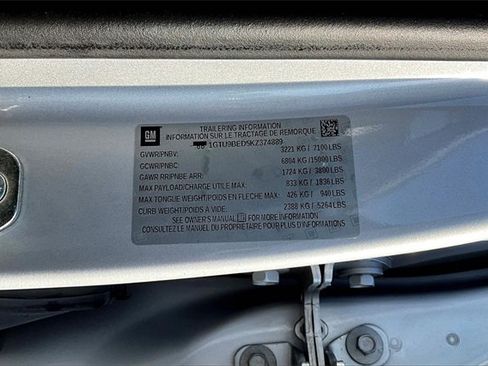 GM
TRAILERING INFORMATION
INFORMATION SUR LE TRACTAGE DE REMORQUE
1GTU9BED5KZ374889
GVWR/PNBV: 3221 KG / 7100 LBS
GCWR/PNBC: 6804 KG/15000 LBS
GAWR RR/PNBE ARR: 1724 KG/ 3800 LBS
MAX PAYLOAD/CHARGE UTILE MAX: 833 KG/ 1836 LBS
MAX TONGUE WEIGHT/POIDS EN FLECHE MAX: 426 KG/ 940 LBS
CURB WEIGHT/POIDS À VIDE: 2388 KG/ 5264 LBS
SEE OWNER'S MANUAL FOR MORE INFORMATION
CONSULTEZ LE MANUEL DU PROPRIETAIRE POUR PLUS D'INFORMATIONS